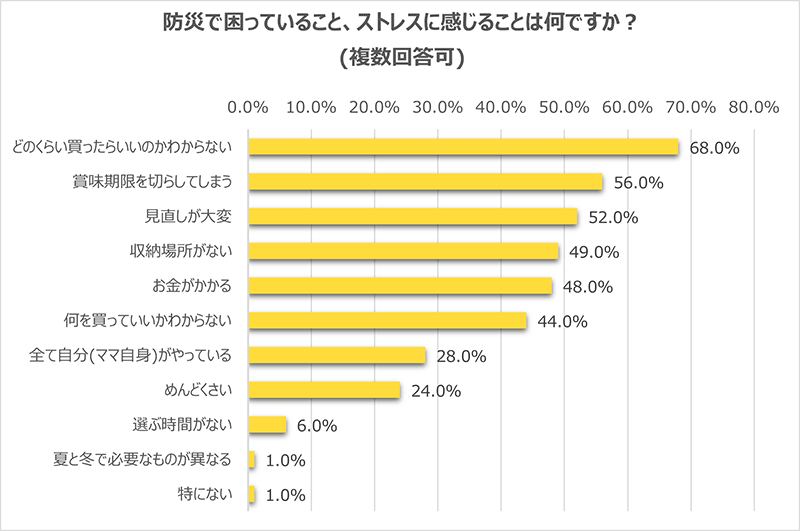 防災で困っていること、ストレスに感じることは何ですか？
(複数回答可)
0.0% 10.0% 20.0% 30.0% 40.0% 50.0% 60.0% 70.0% 80.0%
どのくらい買ったらいいのかわからない 68.0%
賞味期限を切らしてしまう 56.0%
見直しが大変 52.0%
収納場所がない 49.0%
お金がかかる 48.0%
何を買っていいかわからない 44.0%
全て自分(ママ自身)がやっている 28.0%
めんどくさい 24.0%
選ぶ時間がない 6.0%
夏と冬で必要なものが異なる 1.0%
特にない 1.0%